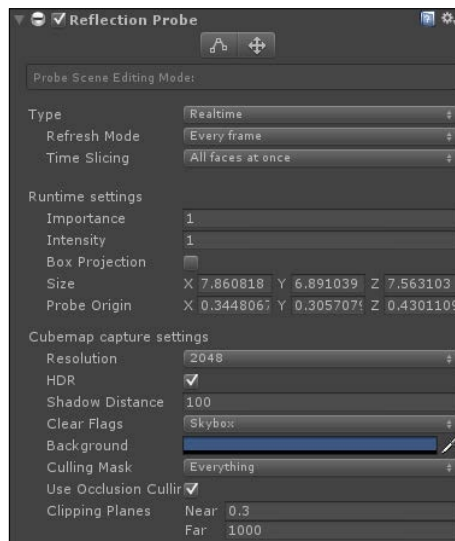 Reflection Probe
Probe Scene Editing Mode:
Type Realtime
Refresh Mode Every frame
Time Slicing All faces at once
Runtime settings
Importance 1
Intensity 1
Box Projection
Size X 7.860818 Y 6.891039 Z 7.563103
Probe Origin X 0.3448067 Y 0.3057079 Z 0.4301109
Cubemap capture settings
Resolution 2048
HDR
Shadow Distance 100
Clear Flags Skybox
Background
Culling Mask Everything
Use Occlusion Cullir
Clipping Planes Near 0.3
Far 1000